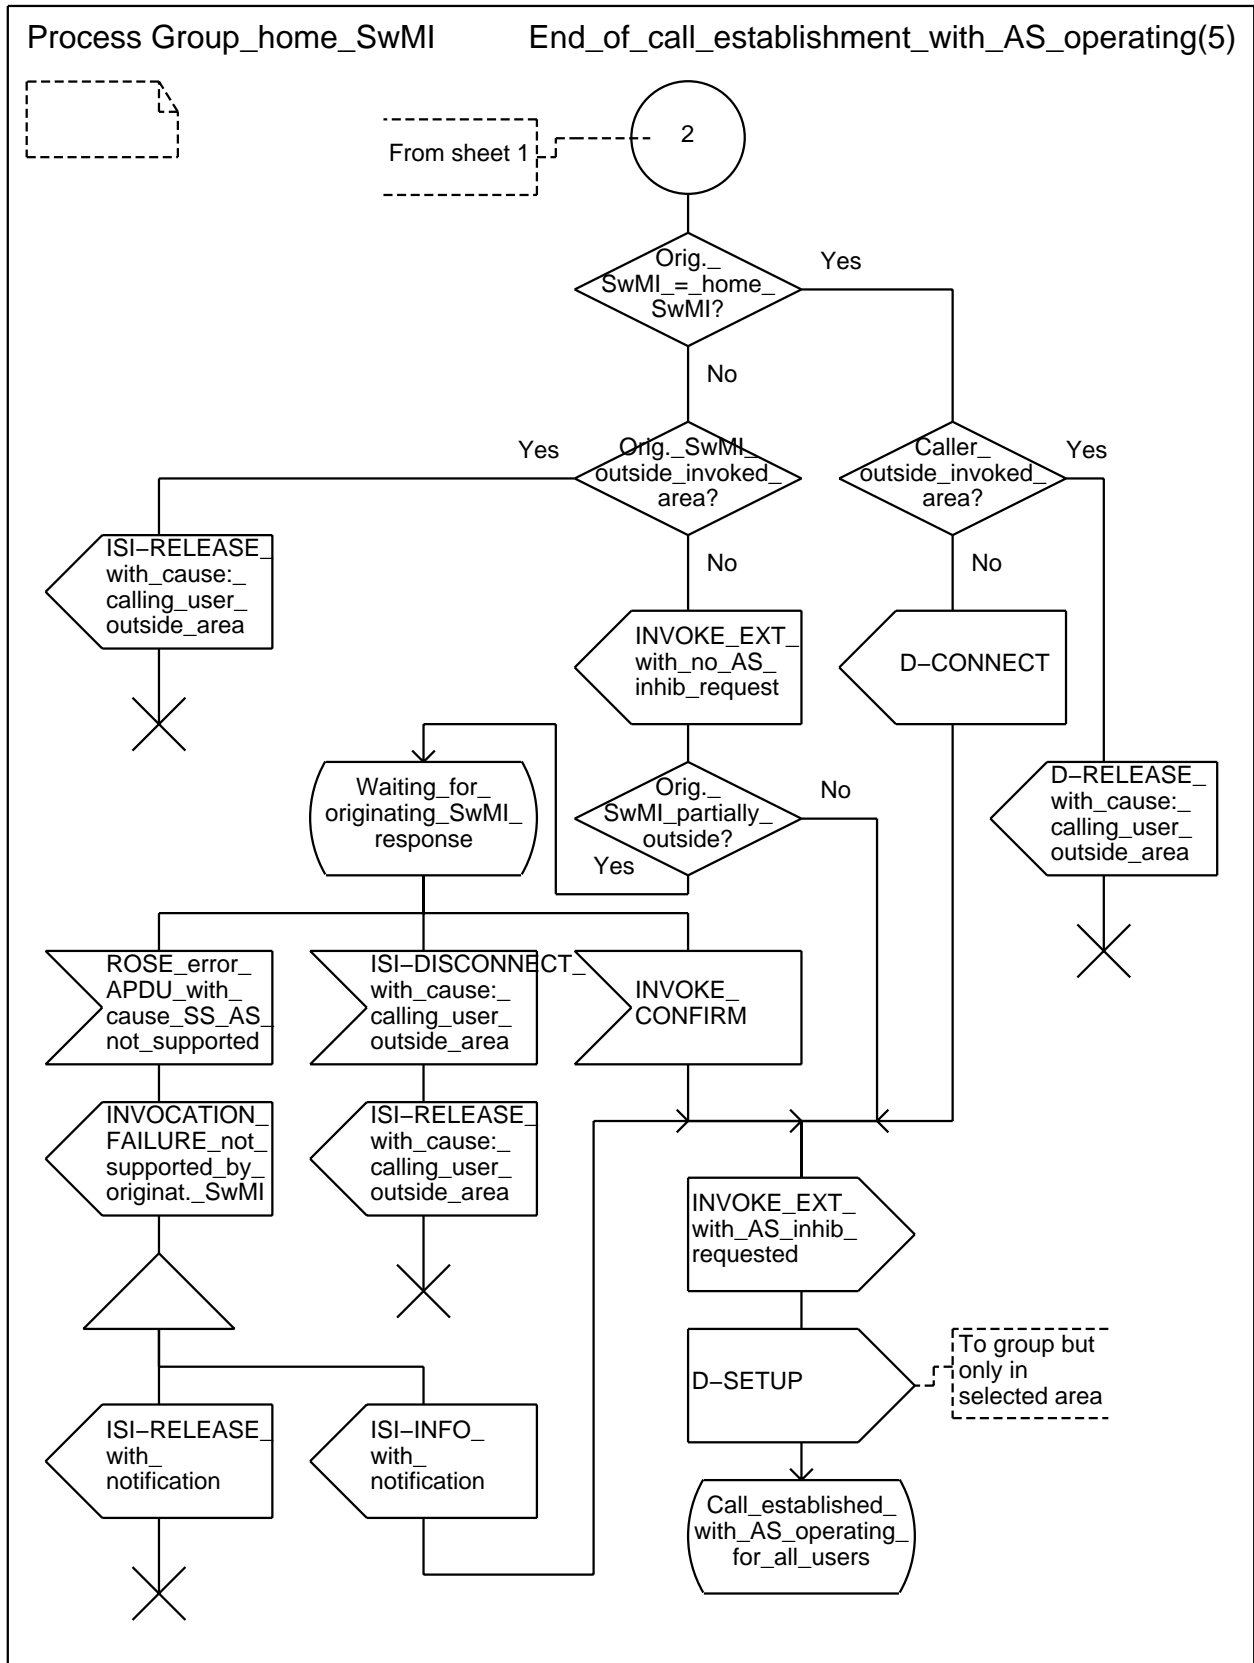 Process Group_home_SwMI
End_of_call_establishment_with_AS_operating(5)
From sheet 1
2
Orig._
SwMI_=_home_
SwMI?
Yes
No
Yes
Orig._SwMI_
outside_invoked_
area?
Caller_
outside_invoked_
area?
Yes
No
No
ISI−RELEASE_
with_cause:_
calling_user_
outside_area
INVOKE_EXT_
with_no_AS_
inhib_request
D−CONNECT
Waiting_for_
originating_SwMI_
response
Orig._
SwMI_partially_
outside?
No
Yes
D−RELEASE_
with_cause:_
calling_user_
outside_area
ROSE_error_
APDU_with_
cause_SS_AS_
not_supported
ISI−DISCONNECT_
with_cause:_
calling_user_
outside_area
INVOKE_
CONFIRM
INVOCATION_
FAILURE_not_
supported_by_
originat._SwMI
ISI−RELEASE_
with_cause:_
calling_user_
outside_area
INVOKE_EXT_
with_AS_inhib_
requested
D−SETUP
To group but
only in
selected area
ISI−RELEASE_
with_
notification
ISI−INFO_
with_
notification
Call_established_
with_AS_operating_
for_all_users